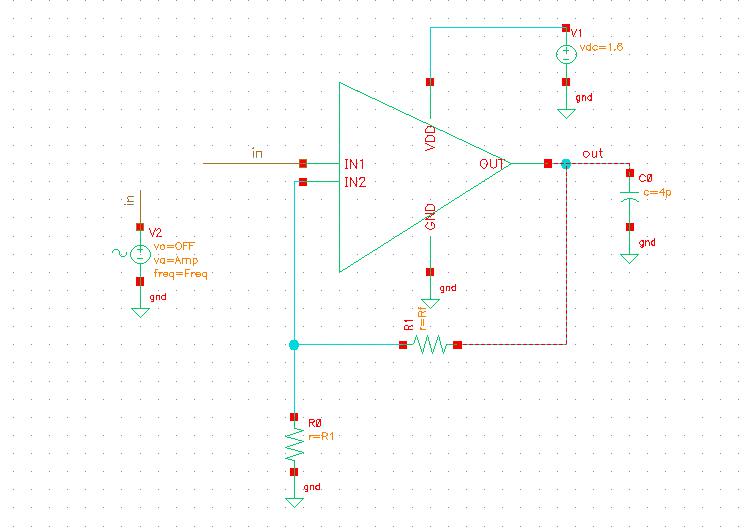 V1
vdc=1.6
gnd
VDD
in
IN1
OUT
out
IN2
C0
c=4p
in
GND
V2
vo=OFF
va=Amp
freq=Freq
gnd
gnd
gnd
R1
r=Rf
R0
r=R1
gnd